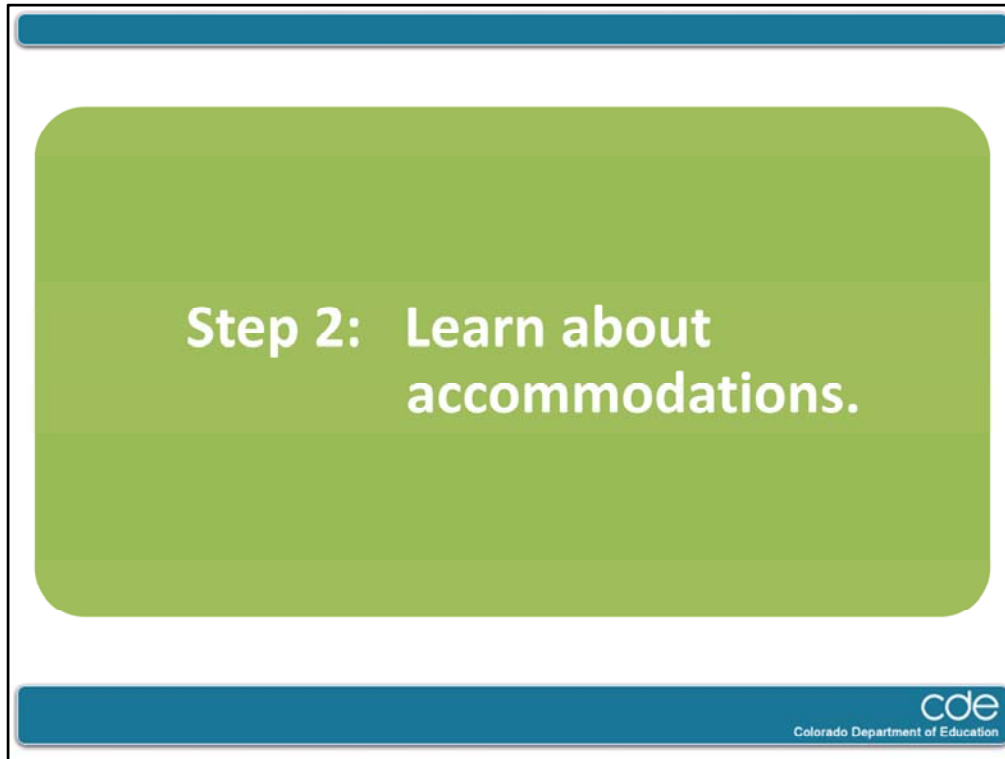 Step 2: Learn about
accommodations.
cde
Colorado Department of Education